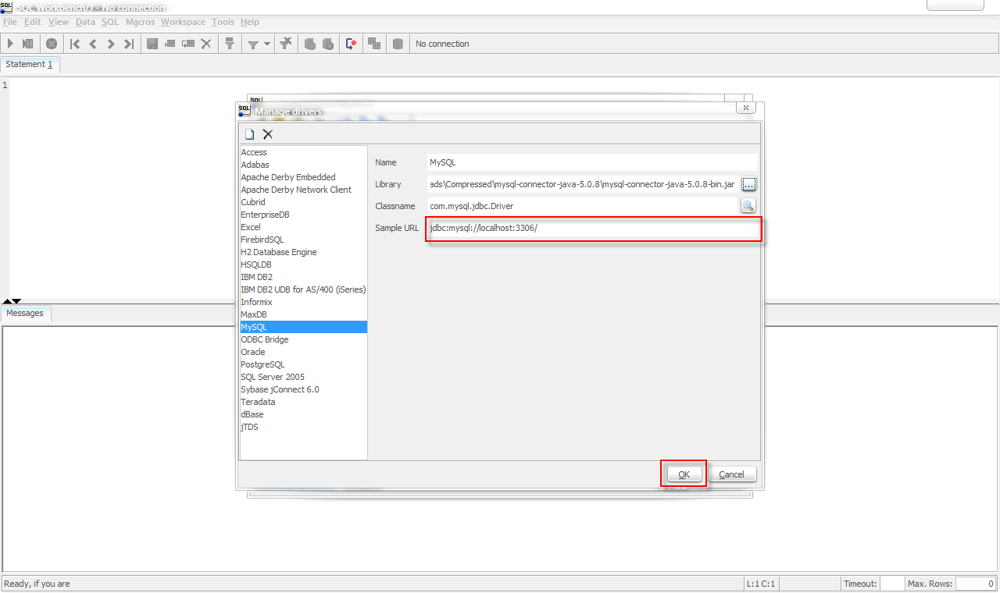 SQL Workbench/J - No connection
File Edit View Data SQL Macros Workspace Tools Help
No connection
Statement 1
1
SQL
SQL Manage drivers
Access
Adabas
Apache Derby Embedded
Apache Derby Network Client
Cubrid
EnterpriseDB
Excel
FirebirdSQL
H2 Database Engine
HSQLDB
IBM DB2
IBM DB2 UDB for AS/400 (iSeries)
Informix
MaxDB
MySQL
ODBC Bridge
Oracle
PostgreSQL
SQL Server 2005
Sybase jConnect 6.0
Teradata
dBase
jTDS
Name MySQL
Library ads\Compressed\mysql-connector-java-5.0.8\mysql-connector-java-5.0.8-bin.jar ...
Classname com.mysql.jdbc.Driver
Sample URL jdbc:mysql://localhost:3306/
OK Cancel
Messages
Ready, if you are L:1 C:1 Timeout: Max. Rows: 0